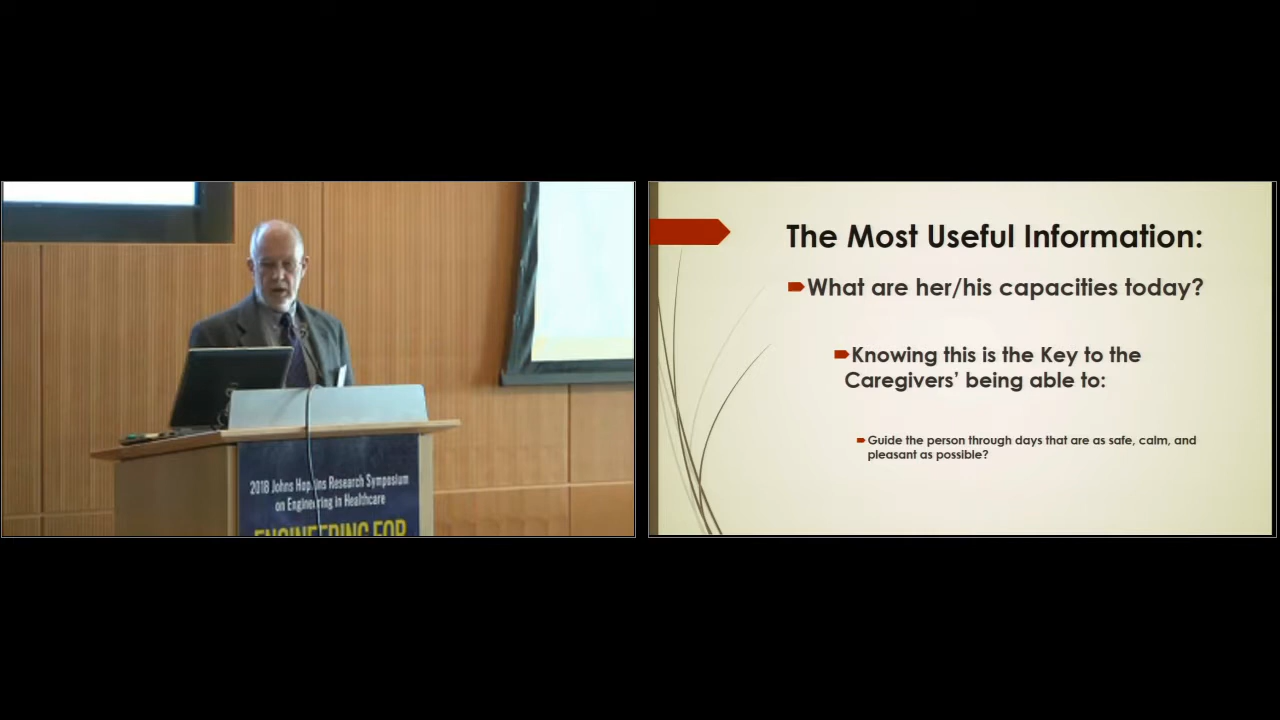 2018 Johns Hopkins Research Symposium
on Engineering in Healthcare
ENGINEERING FOR
The Most Useful Information:
What are her/his capacities today?
Knowing this is the Key to the
Caregivers’ being able to:
Guide the person through days that are as safe, calm, and
pleasant as possible?